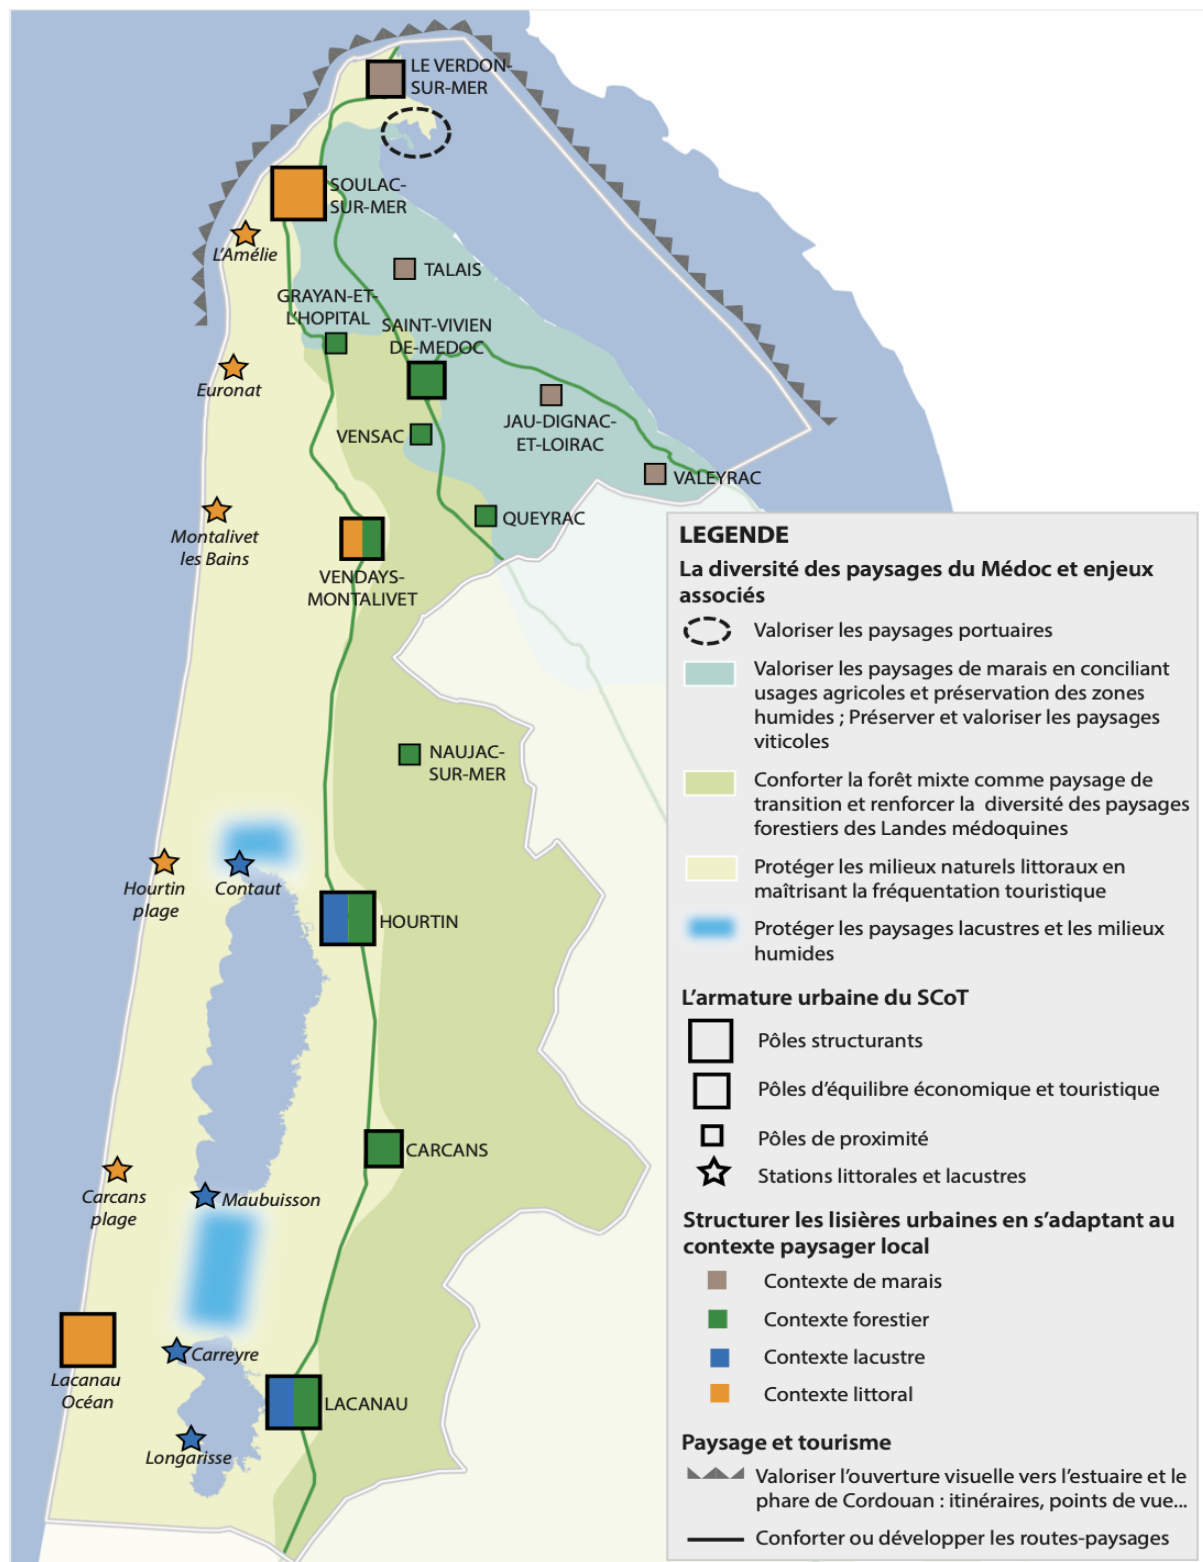 LE VERDON-
SUR-MER
SOULAC-
SUR-MER
L'Amélie
TALAIS
GRAYAN-ET-
L'HOPITAL
SAINT-VIVIEN
DE-MEDOC
Euronat
JAU-DIGNAC-
ET-LOIRAC
VENSAC
VALEYRAC
QUEYRAC
Montalivet
les Bains
VENDAYS-
MONTALIVET
NAUJAC-
SUR-MER
Hourtin
plage
Contaut
HOURTIN
CARCANS
Carcans
plage
Maubuisson
Carreyre
Lacanau
Océan
LACANAU
Longarisse
LEGENDE
La diversité des paysages du Médoc et enjeux
associés
Valoriser les paysages portuaires
Valoriser les paysages de marais en conciliant
usages agricoles et préservation des zones
humides ; Préserver et valoriser les paysages
viticoles
Conforter la forêt mixte comme paysage de
transition et renforcer la diversité des paysages
forestiers des Landes médoquines
Protéger les milieux naturels littoraux en
maîtrisant la fréquentation touristique
Protéger les paysages lacustres et les milieux
humides
L'armature urbaine du SCoT
Pôles structurants
Pôles d'équilibre économique et touristique
Pôles de proximité
Stations littorales et lacustres
Structurer les lisières urbaines en s'adaptant au
contexte paysager local
Contexte de marais
Contexte forestier
Contexte lacustre
Contexte littoral
Paysage et tourisme
Valoriser l'ouverture visuelle vers l'estuaire et le
phare de Cordouan : itinéraires, points de vue...
Conforter ou développer les routes-paysages